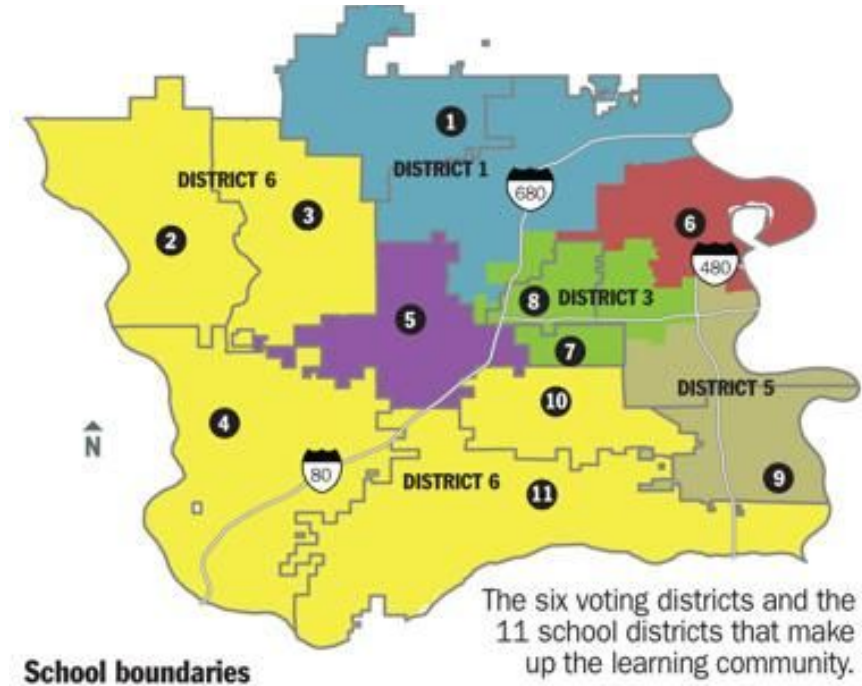 1
DISTRICT 1
680
DISTRICT 6
3
2
6
480
8
DISTRICT 3
5
7
DISTRICT 5
10
4
N
80
DISTRICT 6
11
9
The six voting districts and the
11 school districts that make
up the learning community.
School boundaries